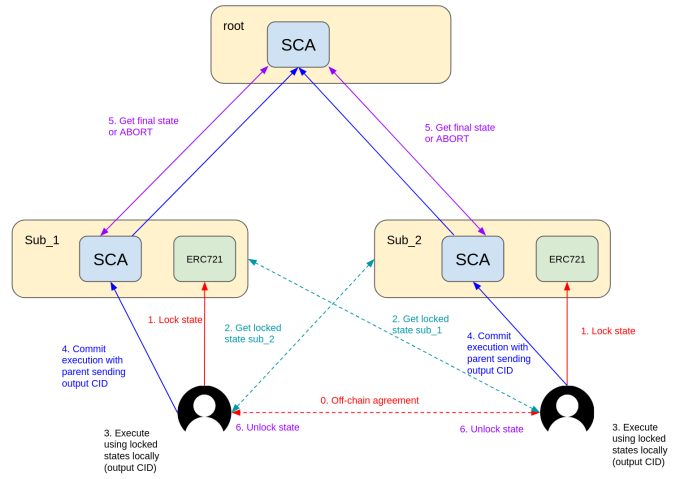 root
SCA
5. Get final state
or ABORT
5. Get final state
or ABORT
Sub_1
SCA
ERC721
Sub_2
SCA
ERC721
1. Lock state
2. Get locked
state sub_2
2. Get locked
state sub_1
1. Lock state
4. Commit
execution with
parent sending
output CID
4. Commit
execution with
parent sending
output CID
0. Off-chain agreement
6. Unlock state
6. Unlock state
3. Execute
using locked
states locally
(output CID)
3. Execute
using locked
states locally
(output CID)